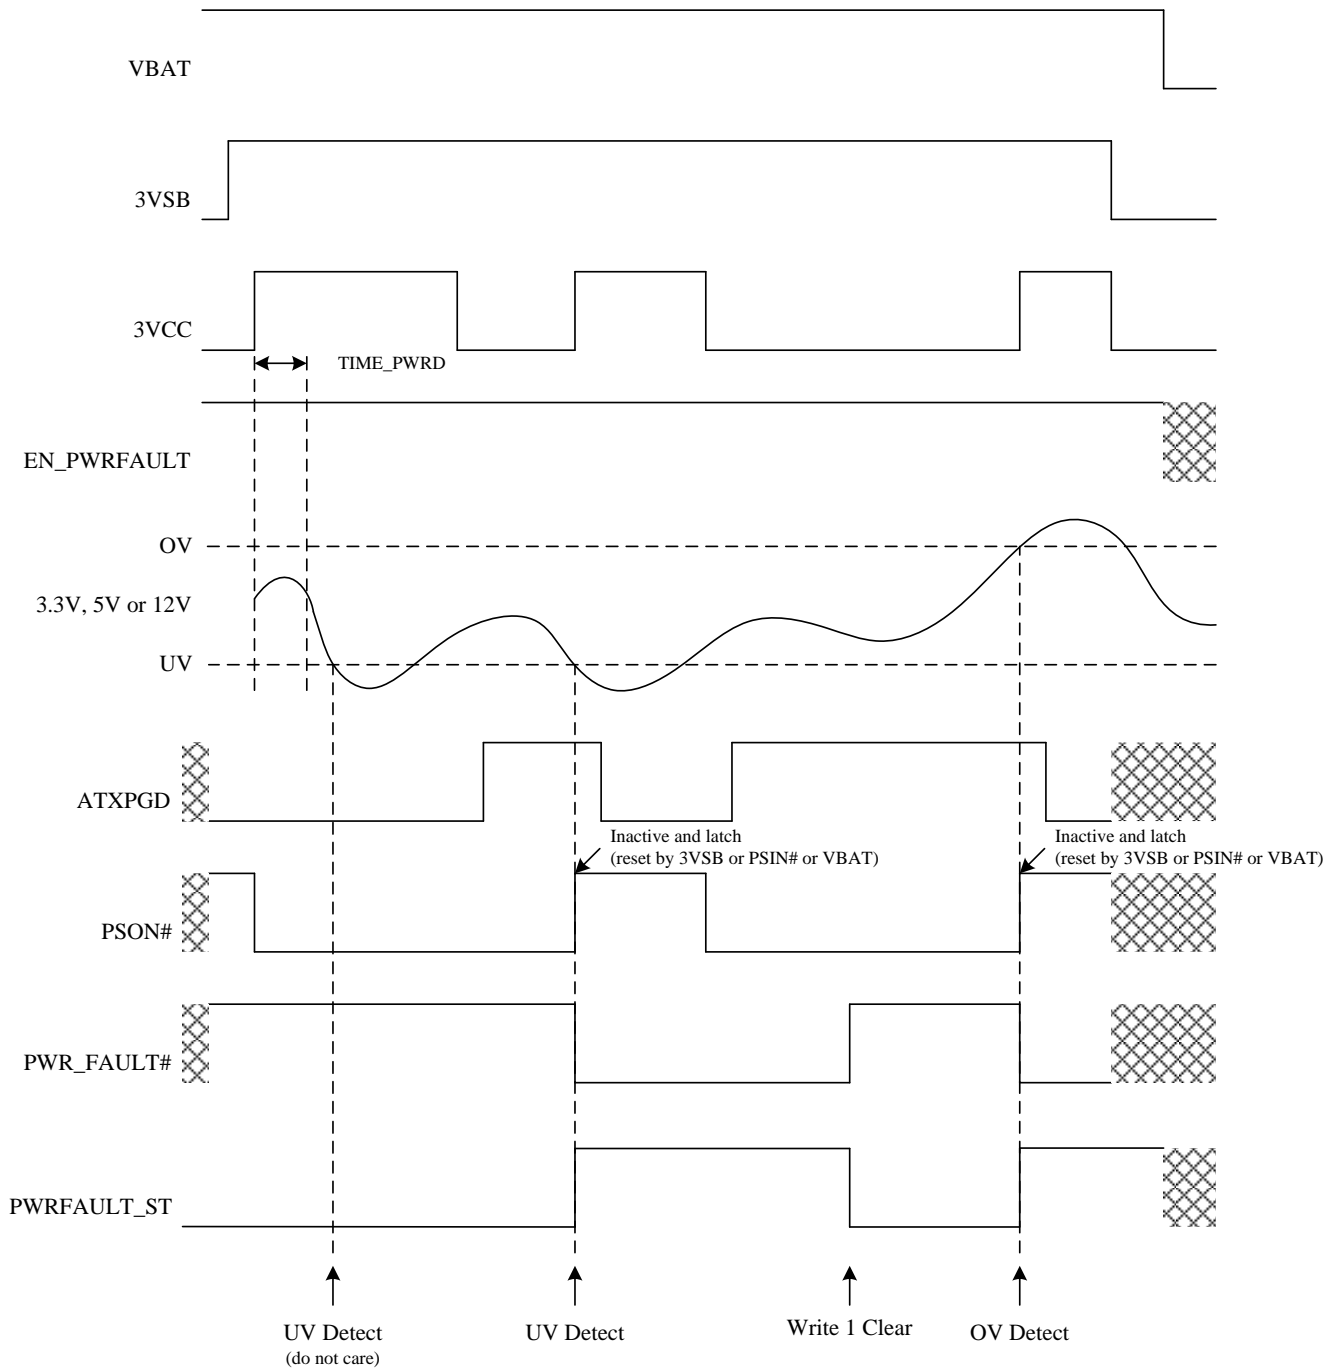 VBAT
3VSB
3VCC
TIME_PWRD
EN_PWRFAULT
OV
3.3V, 5V or 12V
UV
ATXPGD
Inactive and latch
(reset by 3VSB or PSIN# or VBAT)
Inactive and latch
(reset by 3VSB or PSIN# or VBAT)
PSON#
PWR_FAULT#
PWRFAULT_ST
UV Detect
(do not care)
UV Detect
Write 1 Clear
OV Detect